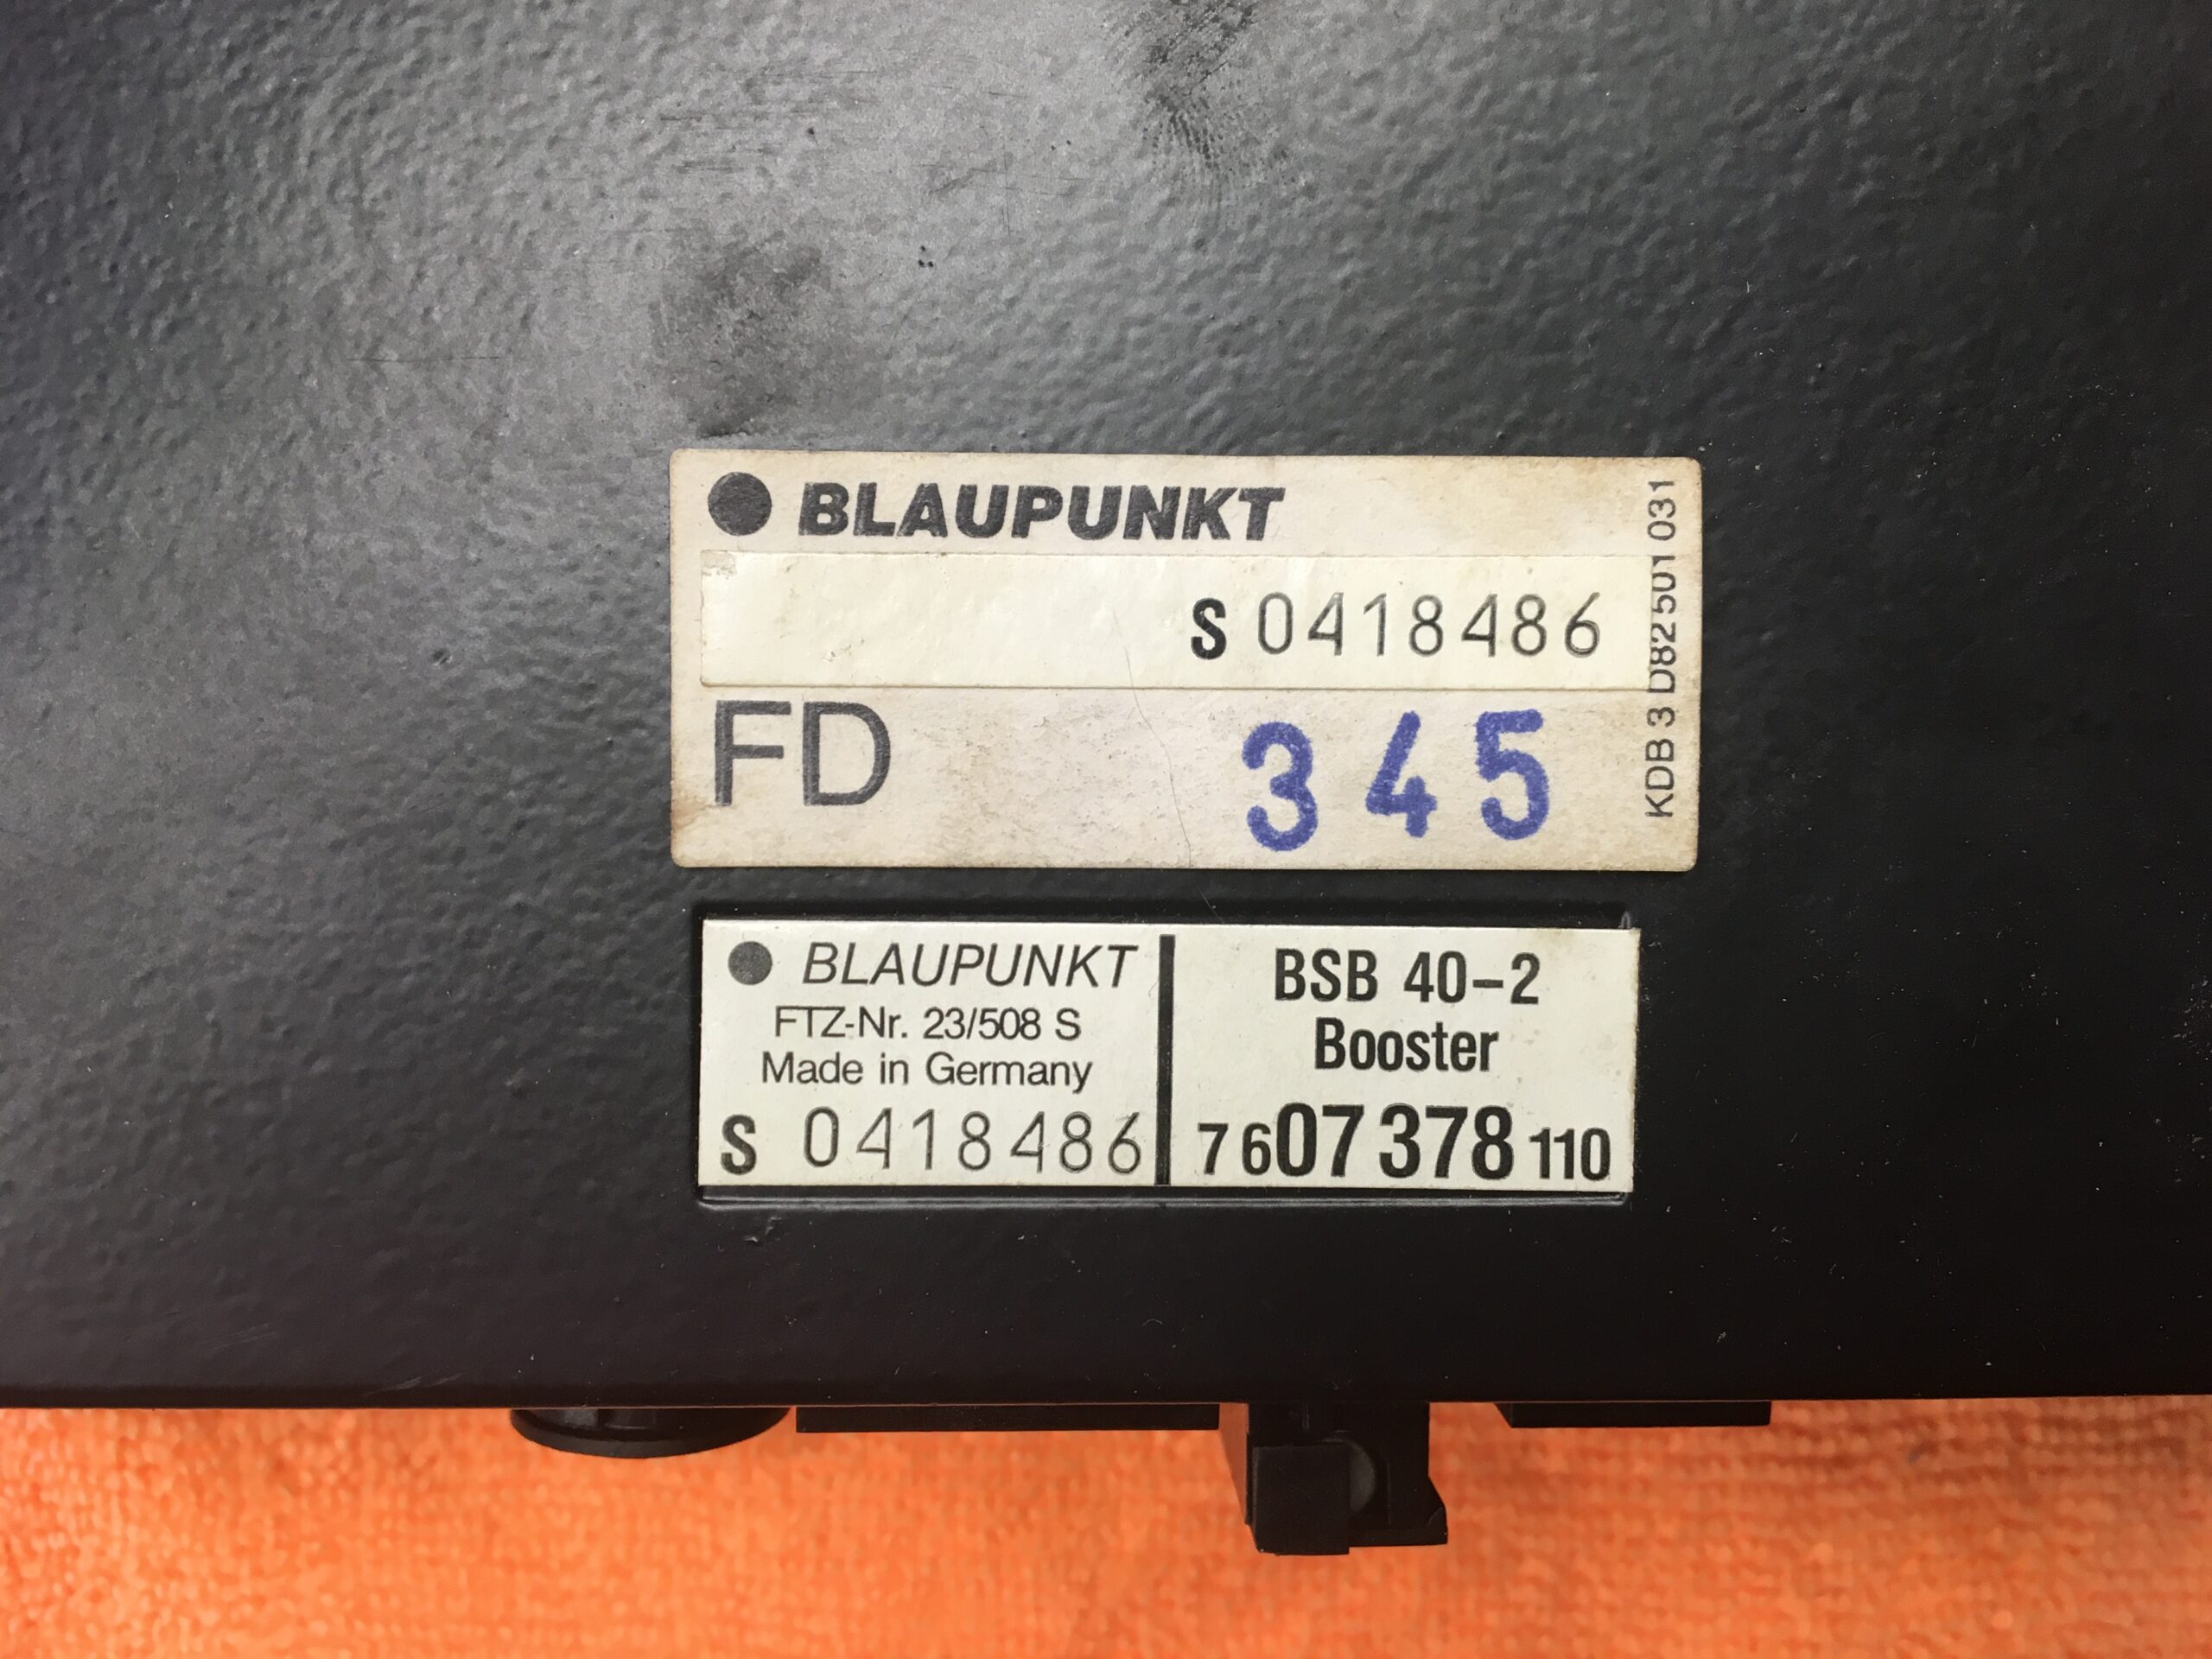 BLAUPUNKT
S 0418486
FD 345
KDB 3 D82 501 031
BLAUPUNKT
FTZ-Nr. 23/508 S
Made in Germany
S 0418486
BSB 40-2
Booster
7 607 378 110